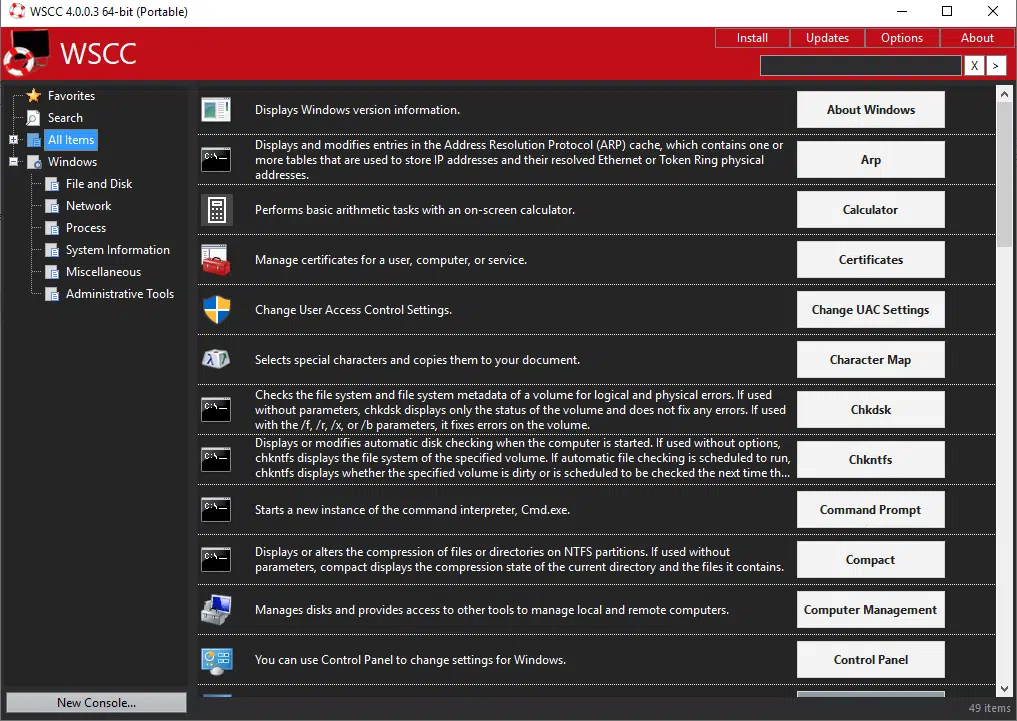 WSCC 4.0.0.3 64-bit (Portable)
WSCC
Install
Updates
Options
About
X
>
Favorites
Search
All Items
Windows
File and Disk
Network
Process
System Information
Miscellaneous
Administrative Tools
New Console...
Displays Windows version information.
About Windows
Displays and modifies entries in the Address Resolution Protocol (ARP) cache, which contains one or
more tables that are used to store IP addresses and their resolved Ethernet or Token Ring physical
addresses.
Arp
Performs basic arithmetic tasks with an on-screen calculator.
Calculator
Manage certificates for a user, computer, or service.
Certificates
Change User Access Control Settings.
Change UAC Settings
Selects special characters and copies them to your document.
Character Map
Checks the file system and file system metadata of a volume for logical and physical errors. If used
without parameters, chkdsk displays only the status of the volume and does not fix any errors. If used
with the /f, /r, /x, or /b parameters, it fixes errors on the volume.
Chkdsk
Displays or modifies automatic disk checking when the computer is started. If used without options,
chkntfs displays the file system of the specified volume. If automatic file checking is scheduled to run,
chkntfs displays whether the specified volume is dirty or is scheduled to be checked the next time th...
Chkntfs
C:\
Starts a new instance of the command interpreter, Cmd.exe.
Command Prompt
Displays or alters the compression of files or directories on NTFS partitions. If used without
parameters, compact displays the compression state of the current directory and the files it contains.
Compact
Manages disks and provides access to other tools to manage local and remote computers.
Computer Management
You can use Control Panel to change settings for Windows.
Control Panel
49 items